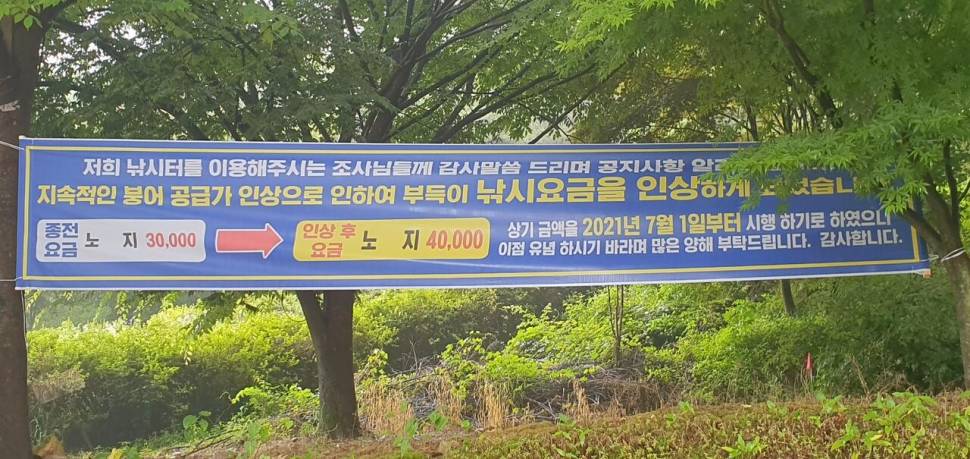 저희 낚시터를 이용해주시는 조사님들께 감사말씀 드리며 공지사항
지속적인 붕어 공급가 인상으로 인하여 부득이 낚시요금을 인상하게
종전 요금 노 지 30,000
인상 후 요금 노 지 40,000
상기 금액을 2021년 7월 1일부터 시행 하기로 하였으니
이점 유념 하시기 바라며 많은 양해 부탁드립니다. 감사합니다.